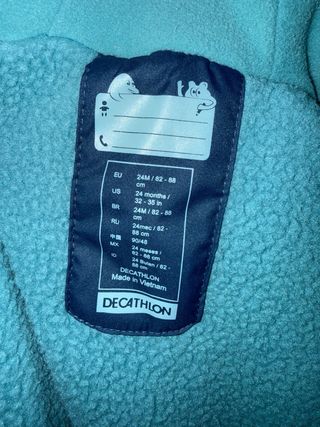 EU 24M / 82 - 88
cm
US 24 months /
32 - 35 in
BR 24M / 82 - 88
cm
RU 24мес / 82 -
88 cm
中国 90/48
MX 24 meses /
82 - 88 cm
ID 24 Bulan / 82 -
88 cm
DECATHLON
Made in Vietnam
DECATHLON